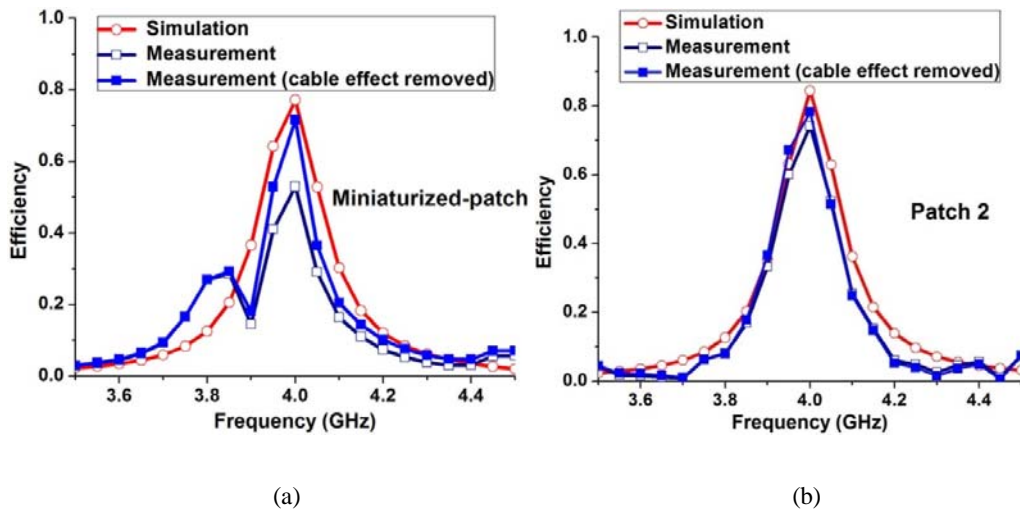 Simulation
Measurement
Measurement (cable effect removed)
1.0
0.8
0.6
0.4
0.2
0.0
Efficiency
Miniaturized-patch
3.6
3.8
4.0
4.2
4.4
Frequency (GHz)
(a)
Simulation
Measurement
Measurement (cable effect removed)
1.0
0.8
0.6
0.4
0.2
0.0
Efficiency
Patch 2
3.6
3.8
4.0
4.2
4.4
Frequency (GHz)
(b)